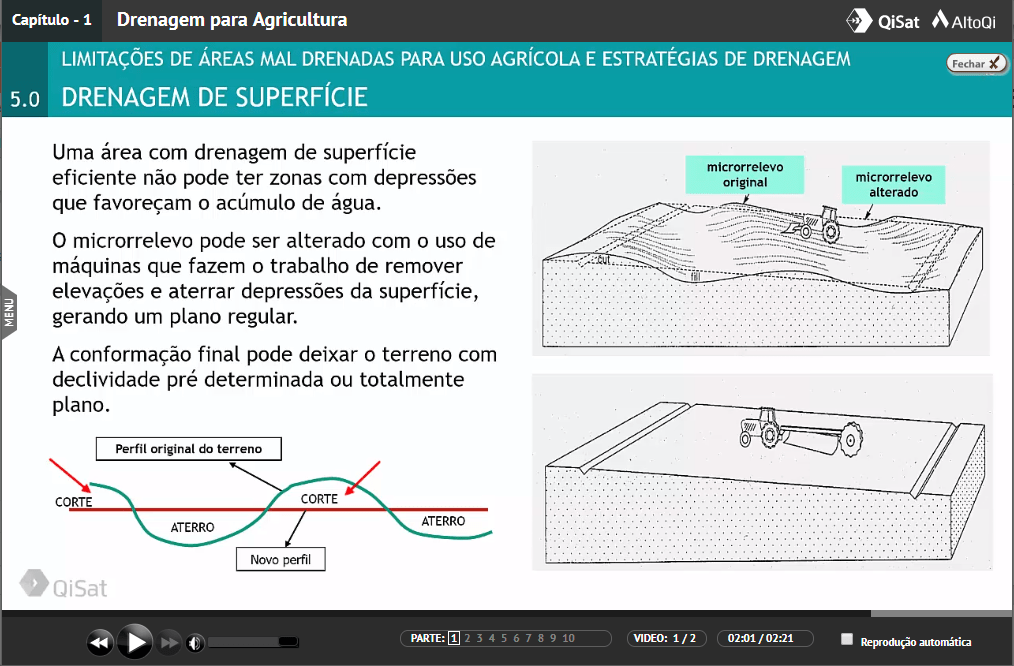 Capítulo - 1
Drenagem para Agricultura
QiSat
AltoQi
LIMITAÇÕES DE ÁREAS MAL DRENADAS PARA USO AGRÍCOLA E ESTRATÉGIAS DE DRENAGEM
Fechar
5.0
DRENAGEM DE SUPERFÍCIE
Uma área com drenagem de superfície
eficiente não pode ter zonas com depressões
que favoreçam o acúmulo de água.
O microrrelevo pode ser alterado com o uso de
máquinas que fazem o trabalho de remover
elevações e aterrar depressões da superfície,
gerando um plano regular.
A conformação final pode deixar o terreno com
declividade pré determinada ou totalmente
plano.
MENU
microrrelevo
original
microrrelevo
alterado
cut
fill
Perfil original do terreno
CORTE
CORTE
ATERRO
ATERRO
Novo perfil
QiSat
PARTE: 1 2 3 4 5 6 7 8 9 10
VIDEO: 1 / 2
02:01 / 02:21
Reprodução automática